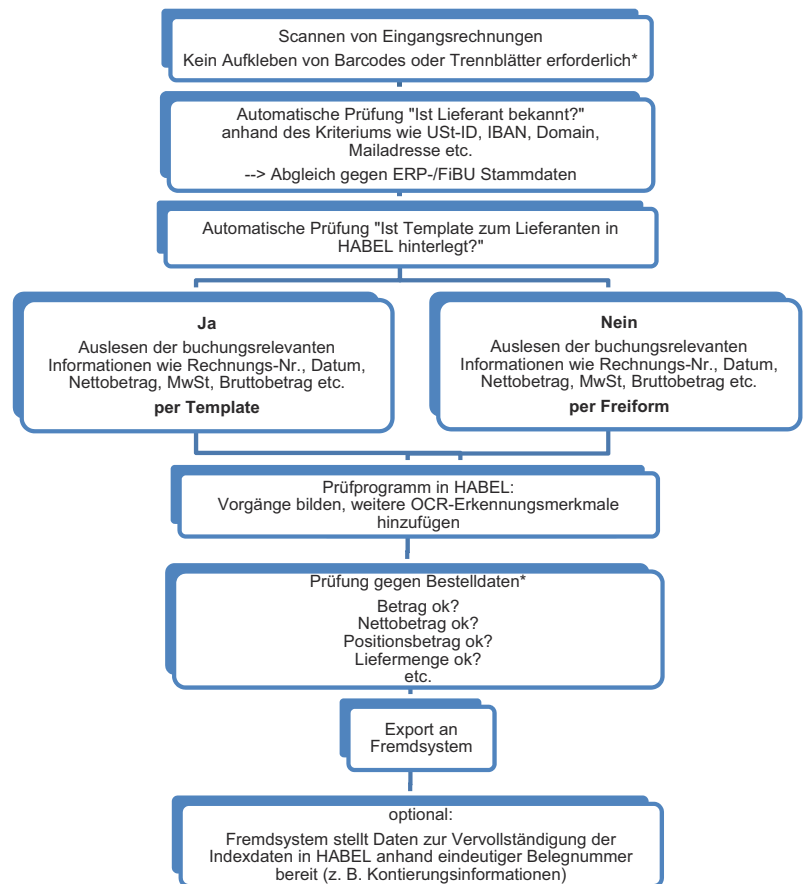 Scannen von Eingangsrechnungen
Kein Aufkleben von Barcodes oder Trennblätter erforderlich*
Automatische Prüfung "Ist Lieferant bekannt?"
anhand des Kriteriums wie USt-ID, IBAN, Domain,
Mailadresse etc.
--> Abgleich gegen ERP-/FiBU Stammdaten
Automatische Prüfung "Ist Template zum Lieferanten in
HABEL hinterlegt?"
Ja
Auslesen der buchungsrelevanten
Informationen wie Rechnungs-Nr., Datum,
Nettobetrag, MwSt, Bruttobetrag etc.
per Template
Nein
Auslesen der buchungsrelevanten
Informationen wie Rechnungs-Nr., Datum,
Nettobetrag, MwSt, Bruttobetrag etc.
per Freiform
Prüfprogramm in HABEL:
Vorgänge bilden, weitere OCR-Erkennungsmerkmale
hinzufügen
Prüfung gegen Bestelldaten*
Betrag ok?
Nettobetrag ok?
Positionsbetrag ok?
Liefermenge ok?
etc.
Export an
Fremdsystem
optional:
Fremdsystem stellt Daten zur Vervollständigung der
Indexdaten in HABEL anhand eindeutiger Belegnummer
bereit (z. B. Kontierungsinformationen)